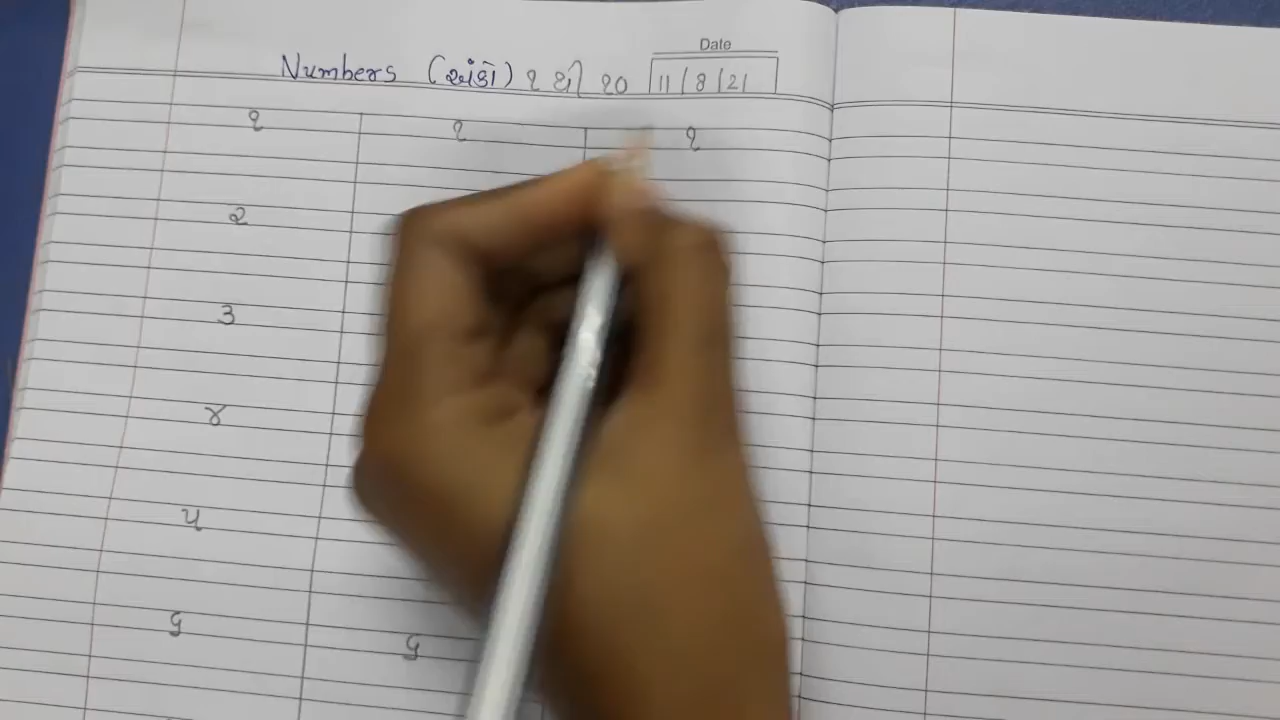 Date
Numbers (અંકો) ૧ થી ૧૦ 11/8/21
૧ ૧ ૧
૨
૩
૪
૫
૬ ૬